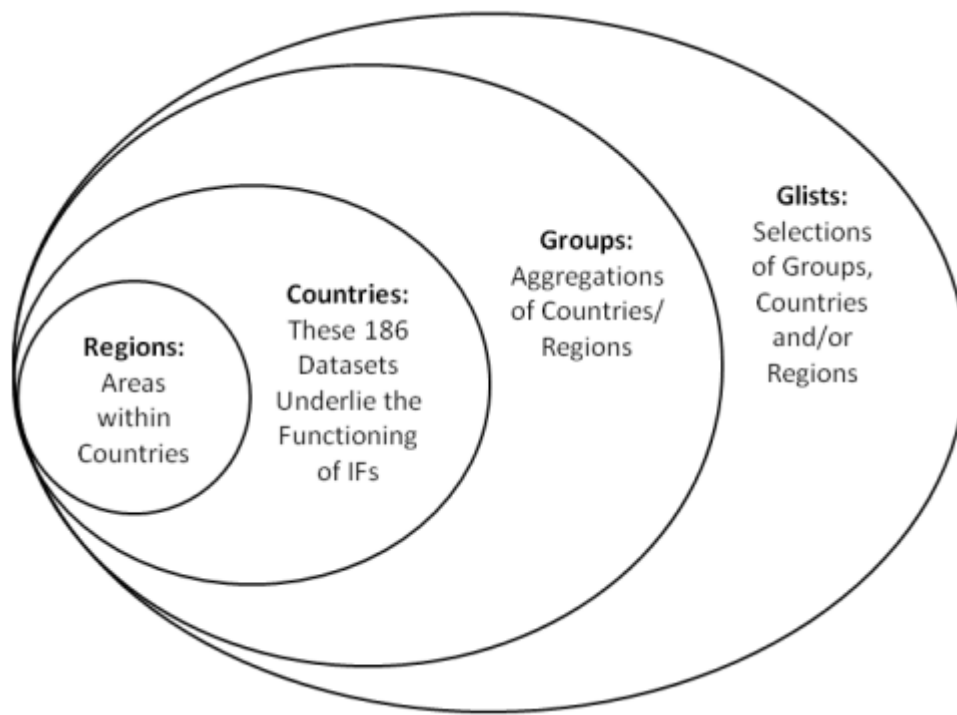 Regions:
Areas
within
Countries
Countries:
These 186
Datasets
Underlie the
Functioning
of IFs
Groups:
Aggregations
of Countries/
Regions
Glists:
Selections
of Groups,
Countries
and/or
Regions